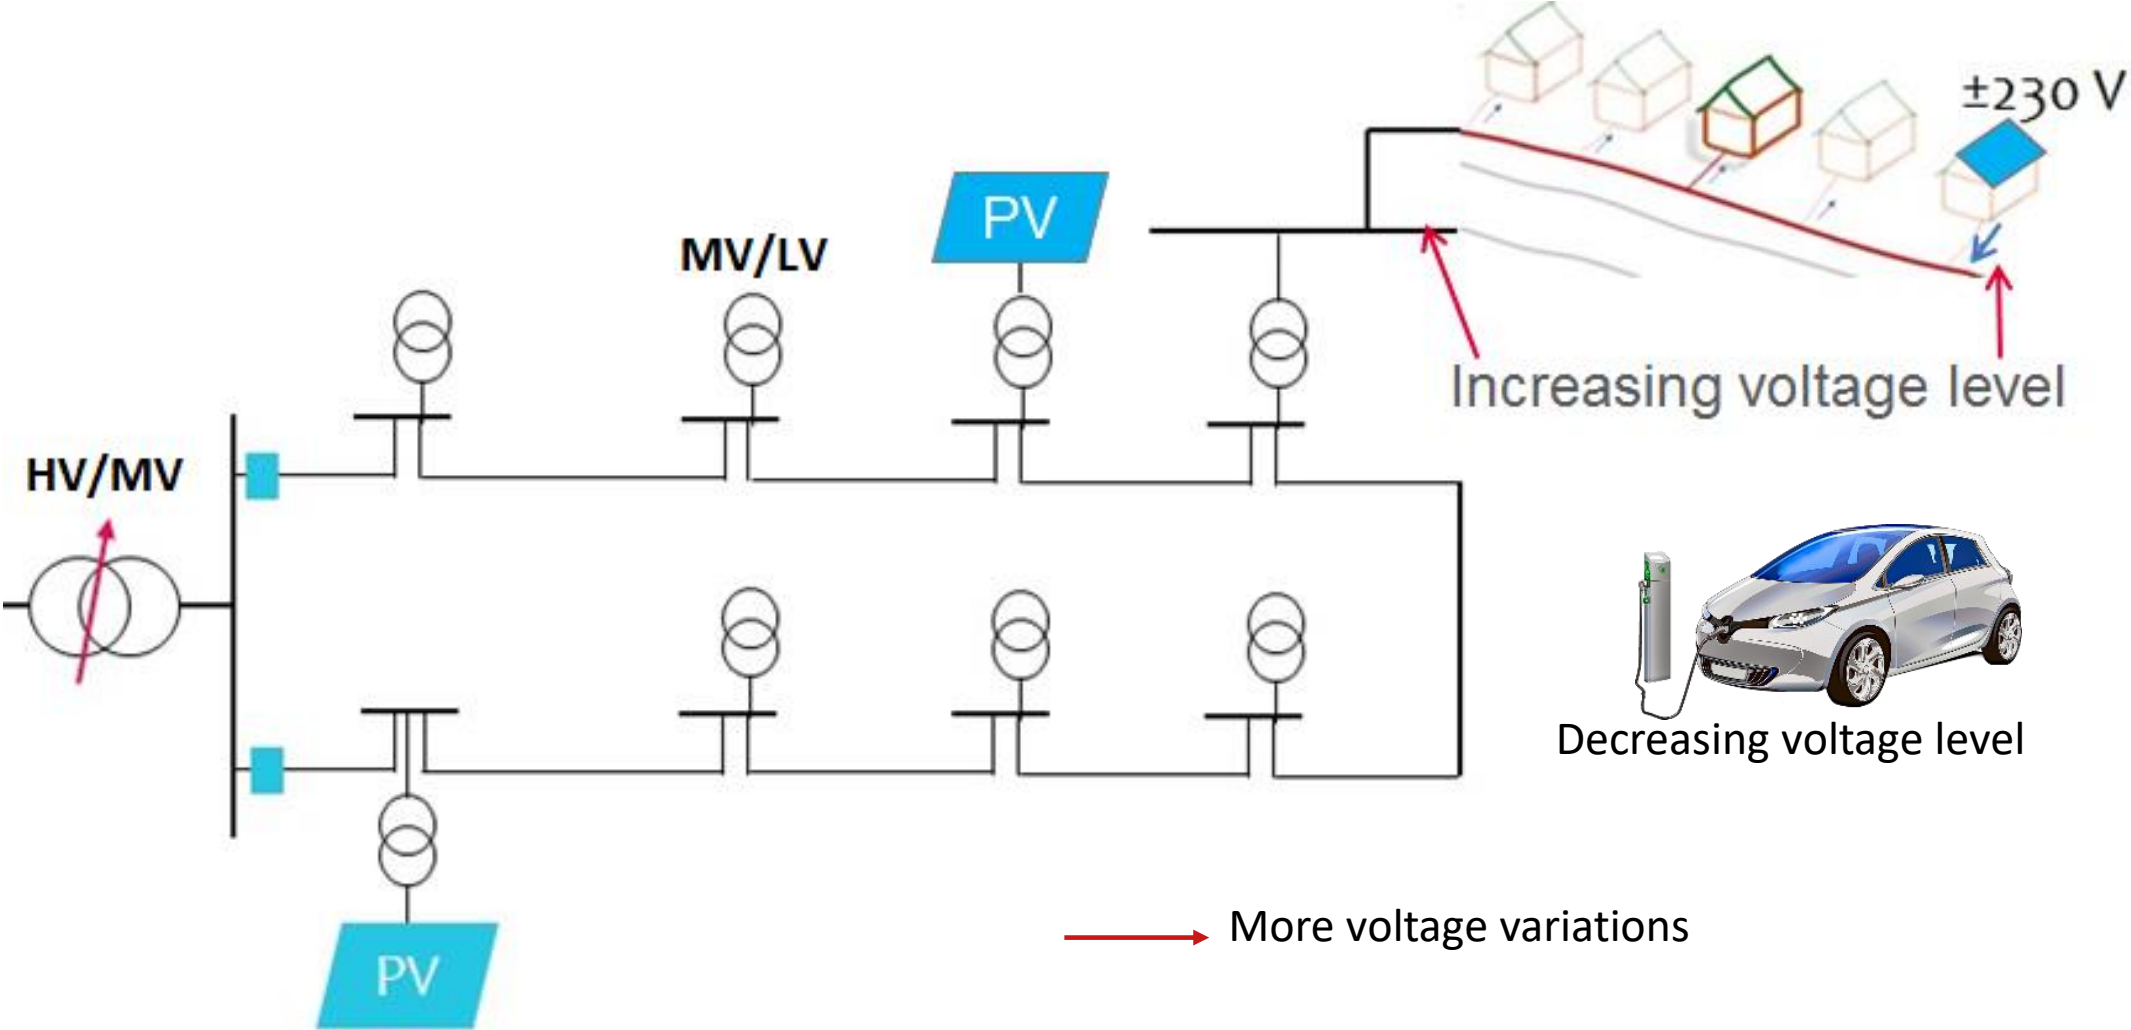 ±230 V
PV
MV/LV
Increasing voltage level
HV/MV
Decreasing voltage level
More voltage variations
PV